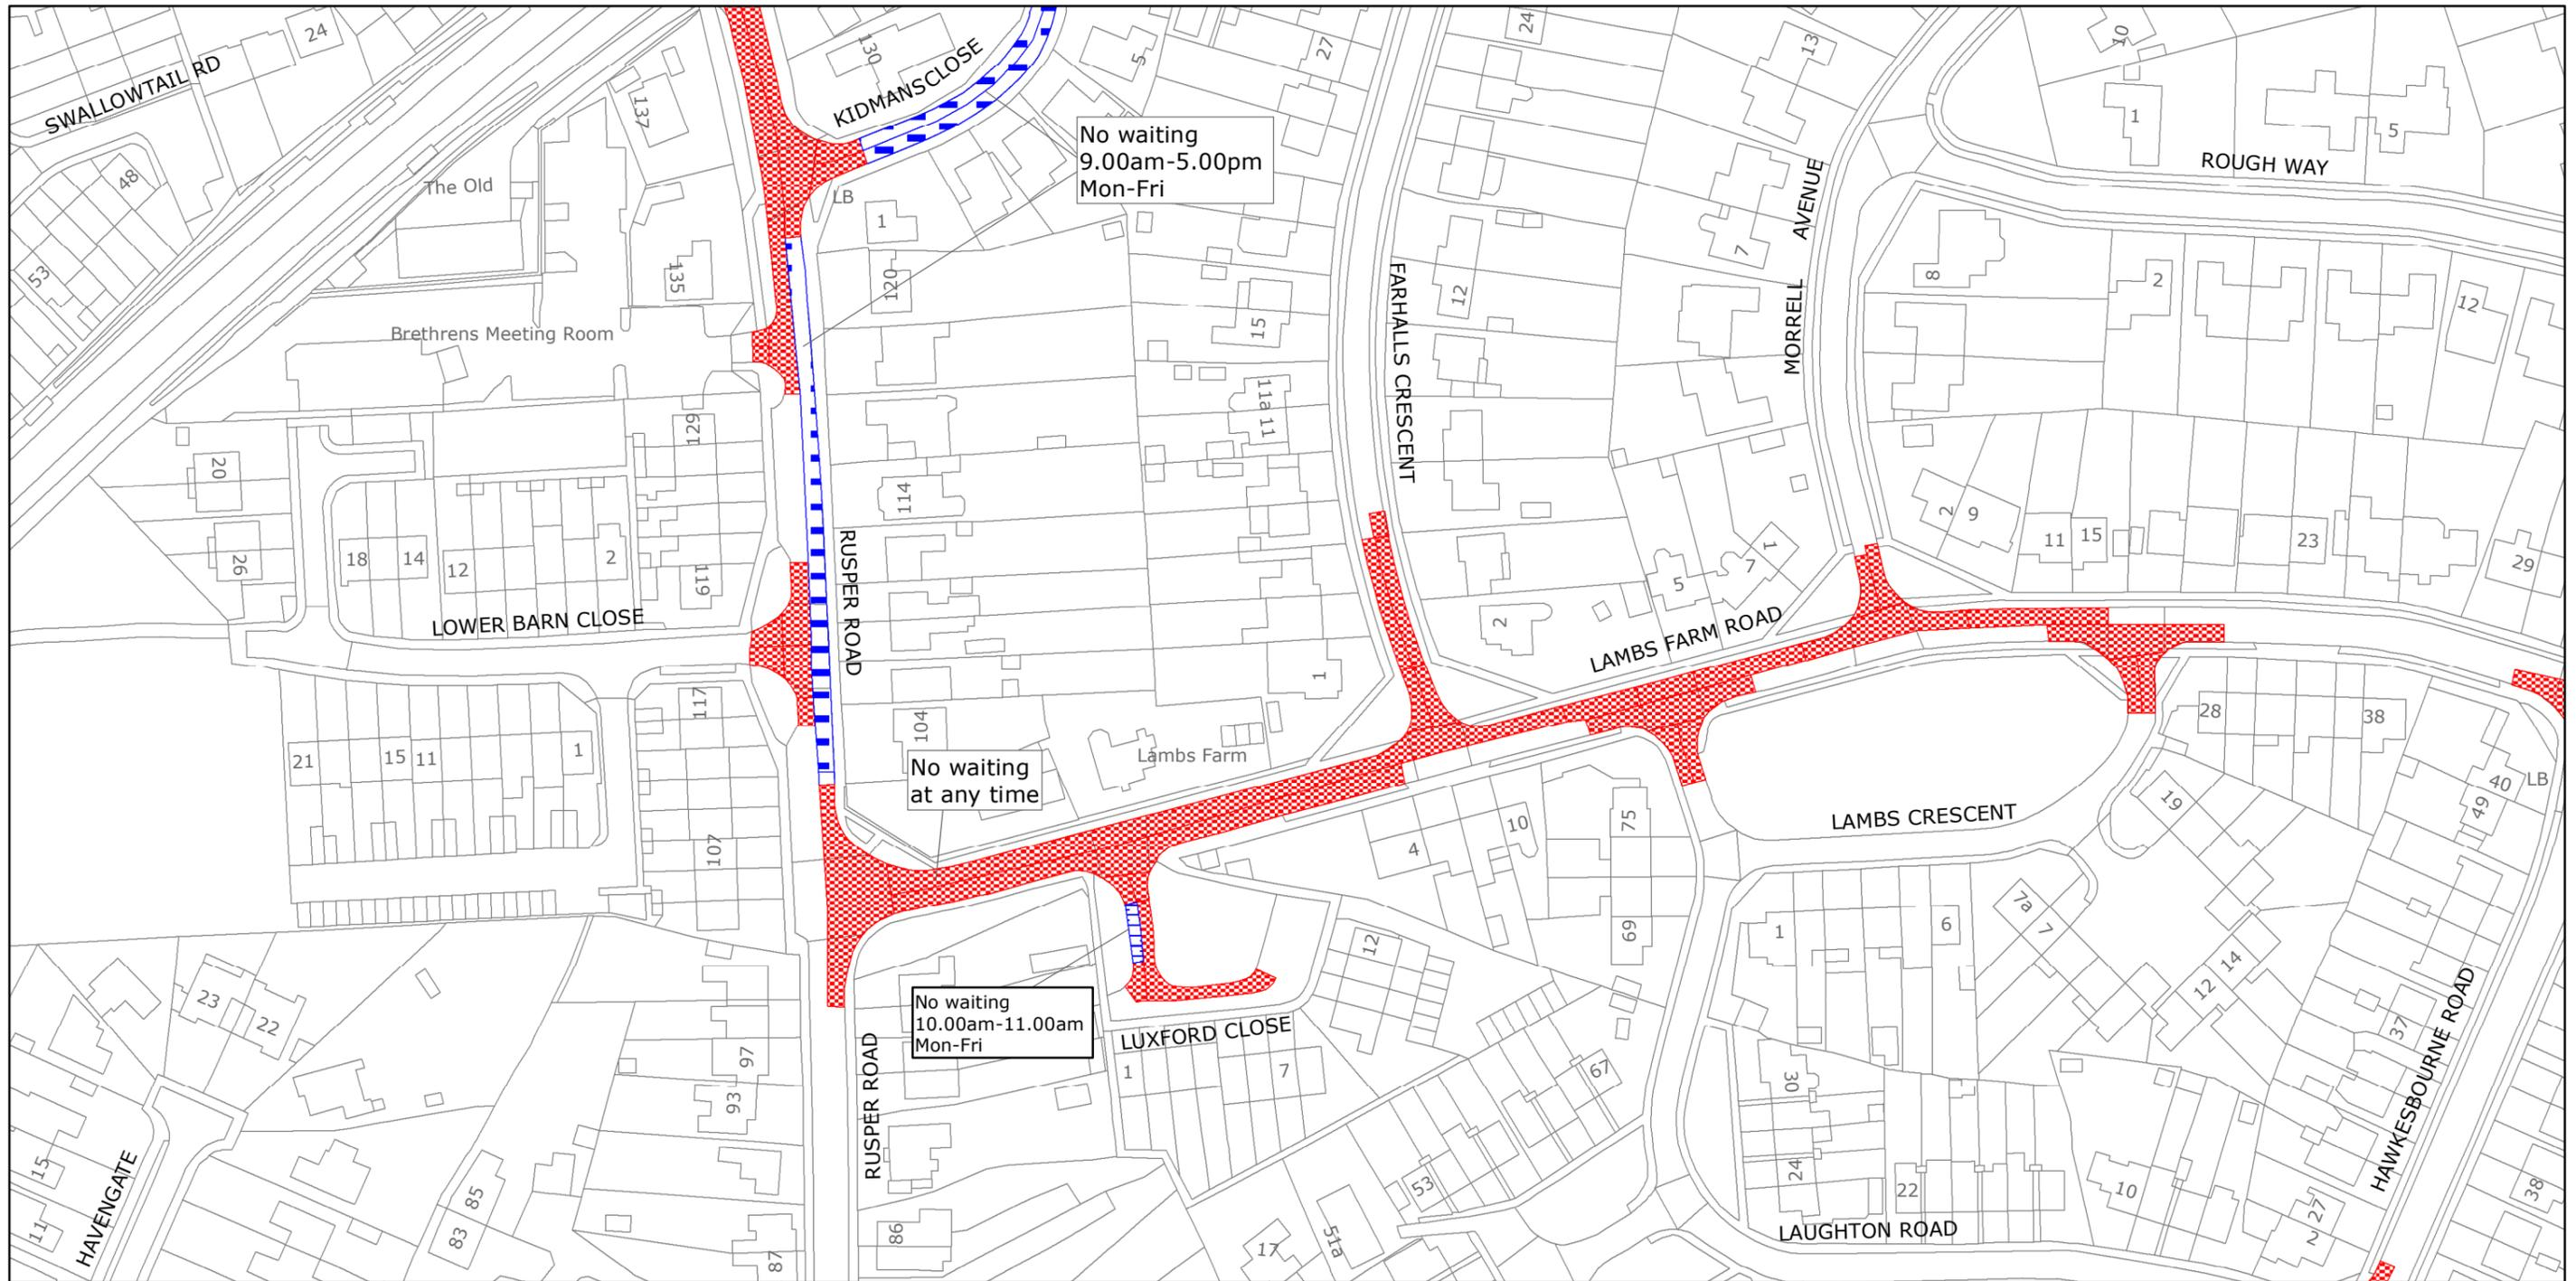 24
SWALLOWTAIL RD
48
53
The Old
137
135
Brethrens Meeting Room
130
KIDMANSCLOSE
5
LB
1
120
No waiting
9.00am-5.00pm
Mon-Fri
27
24
13
10
1
5
ROUGH WAY
12
7
MORRELL AVENUE
8
2
12
15
FARHALLS CRESCENT
11a 11
129
20
26
18
14
12
2
119
LOWER BARN CLOSE
114
RUSPER ROAD
2
5
7
1
LAMBS FARM ROAD
2
9
11
15
23
29
21
15
11
1
117
107
104
Lambs Farm
1
No waiting
at any time
28
38
40
LB
49
19
LAMBS CRESCENT
4
10
75
69
12
1
6
7a
7
14
12
37
HAWKESBOURNE ROAD
23
22
97
93
No waiting
10.00am-11.00am
Mon-Fri
RUSPER ROAD
LUXFORD CLOSE
1
7
67
30
24
22
10
27
2
38
15
11
HAVENGATE
85
83
87
86
17
51a
53
LAUGHTON ROAD